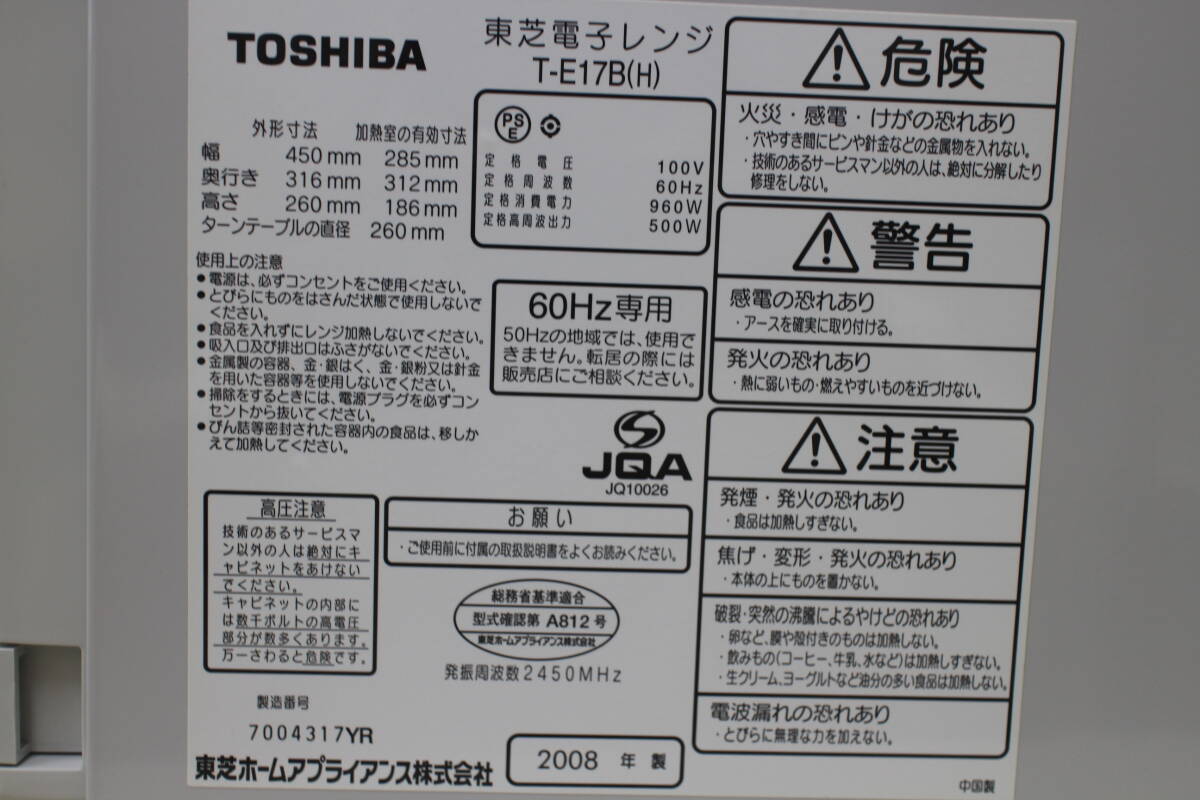 TOSHIBA
東芝電子レンジ
T-E17B(H)
外形寸法 加熱室の有効寸法
幅 450mm 285mm
奥行き 316mm 312mm
高さ 260mm 186mm
ターンテーブルの直径 260mm
PS
E
定格電圧 100V
定格周波数 60Hz
定格消費電力 960W
定格高周波出力 500W
使用上の注意
●電源は、必ずコンセントをご使用ください。
●とびらにものをはさんだ状態で使用しないで
ください。
●食品を入れずにレンジ加熱しないでください。
●吸入口及び排出口はふさがないでください。
●金属製の容器、金・銀はく、金・銀粉又は針金
を用いた容器等を使用しないでください。
●掃除をするときには、電源プラグを必ずコン
セントから抜いてください。
●びん詰等密封された容器内の食品は、移しか
えて加熱してください。
60Hz専用
50Hzの地域では、使用で
きません。転居の際には
販売店にご相談ください。
JQA
JQ10026
高圧注意
技術のあるサービスマ
ン以外の人は絶対にキ
ャビネットをあけない
でください。
キャビネットの内部に
は数千ボルトの高電圧
部分が数多くあります。
万一さわると危険です。
お願い
・ご使用前に付属の取扱説明書をよくお読みください。
総務省基準適合
型式確認第 A812 号
東芝ホームアプライアンス株式会社
発振周波数2450MHz
製造番号
7004317YR
東芝ホームアプライアンス株式会社
2008 年 製
危険
火災・感電・けがの恐れあり
・穴やすき間にピンや針金などの金属物を入れない。
・技術のあるサービスマン以外の人は、絶対に分解したり
修理をしない。
警告
感電の恐れあり
・アースを確実に取り付ける。
発火の恐れあり
・熱に弱いもの・燃えやすいものを近づけない。
注意
発煙・発火の恐れあり
・食品は加熱しすぎない。
焦げ・変形・発火の恐れあり
・本体の上にものを置かない。
破裂・突然の沸騰によるやけどの恐れあり
・卵など、膜や殻付きのものは加熱しない。
・飲みもの(コーヒー、牛乳、水など)は加熱しすぎない。
・生クリーム、ヨーグルトなど油分の多い食品は加熱しない。
電波漏れの恐れあり
・とびらに無理な力を加えない。
中国製